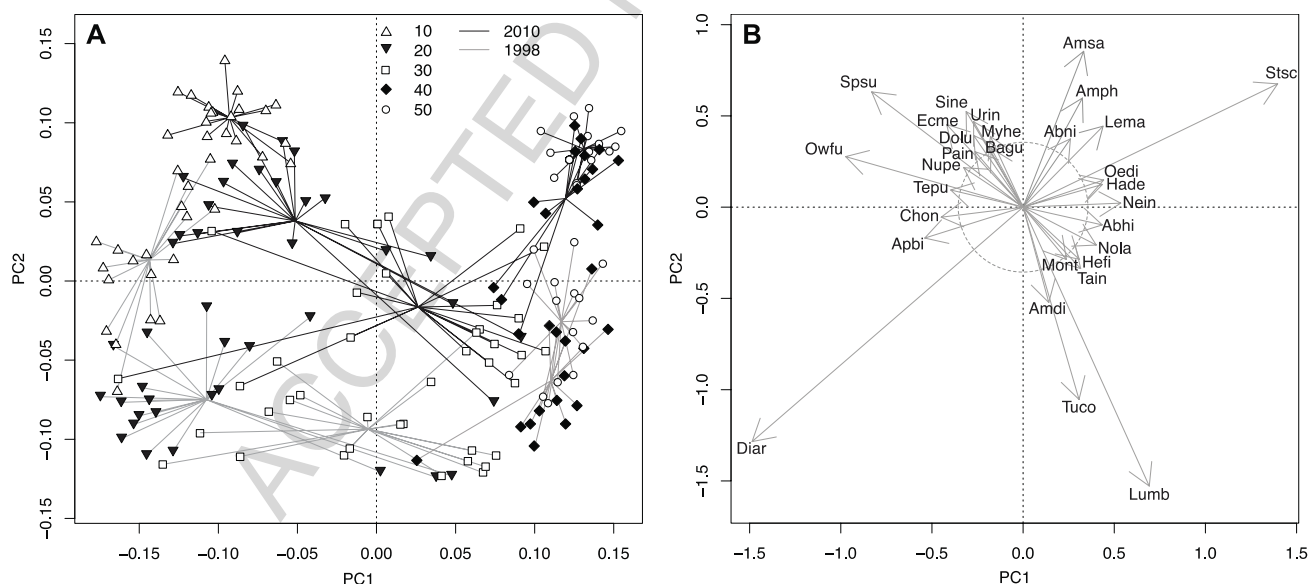 A
10
20
30
40
50
2010
1998
ACCEPTED
0.15
0.10
0.05
0.00
−0.05
−0.10
−0.15
PC2
−0.15
−0.10
−0.05
0.00
0.05
0.10
0.15
PC1
B
1.0
0.5
0.0
−0.5
−1.0
−1.5
PC2
Amsa
Stsc
Spsu
Amph
Sine
Urin
Ecme
Myhe
Abni
Lema
Dolu
Bagu
Pain
Owfu
Nupe
Oedi
Hade
Tepu
Nein
Chon
Abhi
Apbi
Nola
Hefi
Mont
Tain
Amdi
Tuco
Diar
Lumb
−1.5
−1.0
−0.5
0.0
0.5
1.0
1.5
PC1